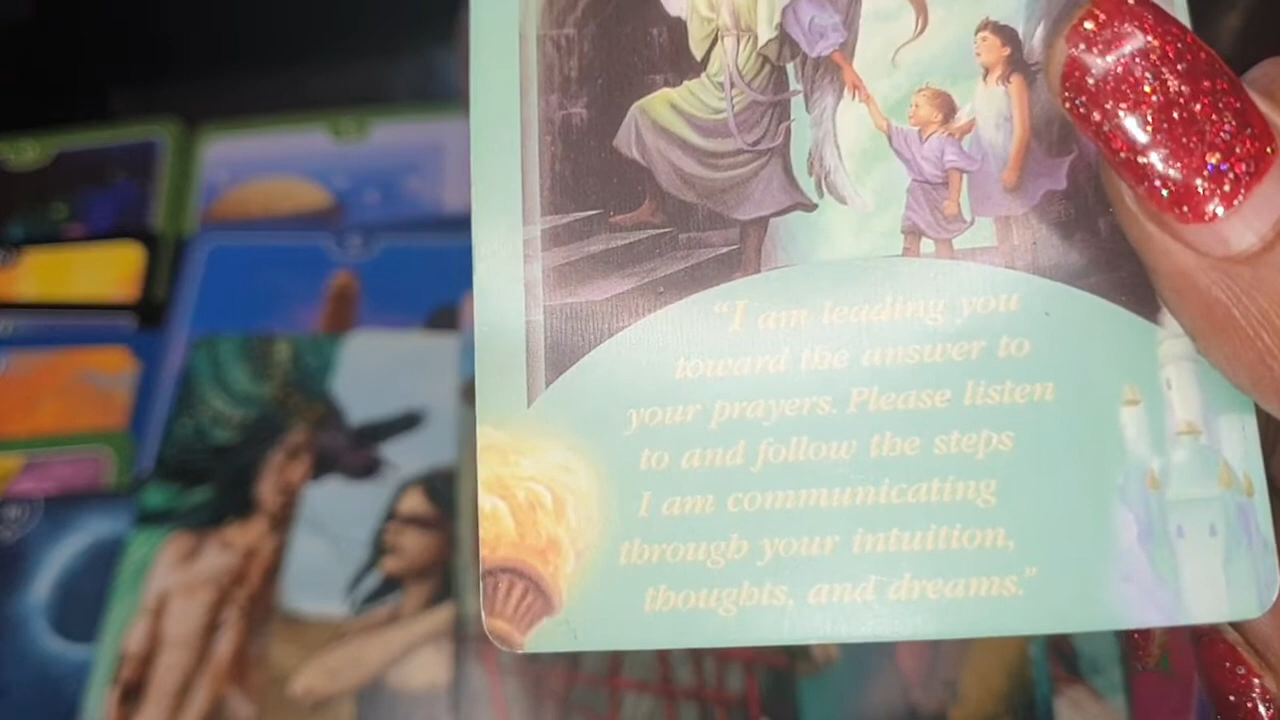 “I am leading you
toward the answer to
your prayers. Please listen
to and follow the steps
I am communicating
through your intuition,
thoughts, and dreams.”